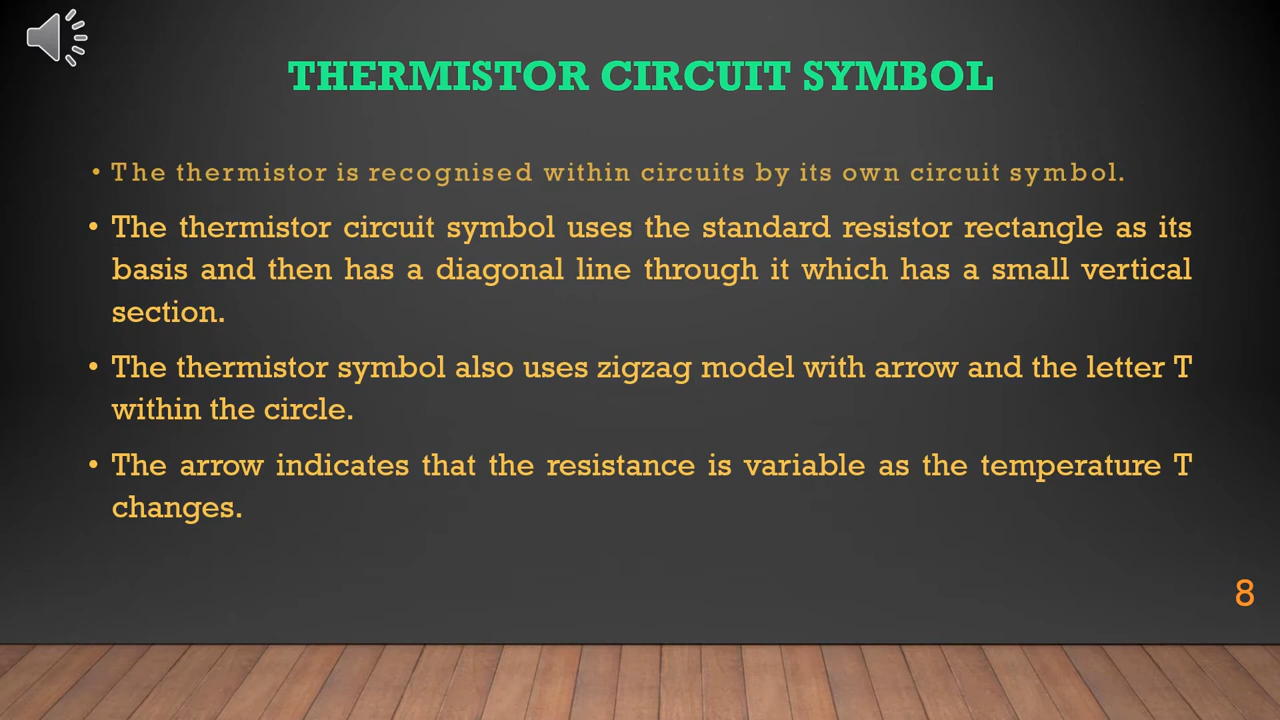 THERMISTOR CIRCUIT SYMBOL
• The thermistor is recognised within circuits by its own circuit symbol.
• The thermistor circuit symbol uses the standard resistor rectangle as its
basis and then has a diagonal line through it which has a small vertical
section.
• The thermistor symbol also uses zigzag model with arrow and the letter T
within the circle.
• The arrow indicates that the resistance is variable as the temperature T
changes.
8